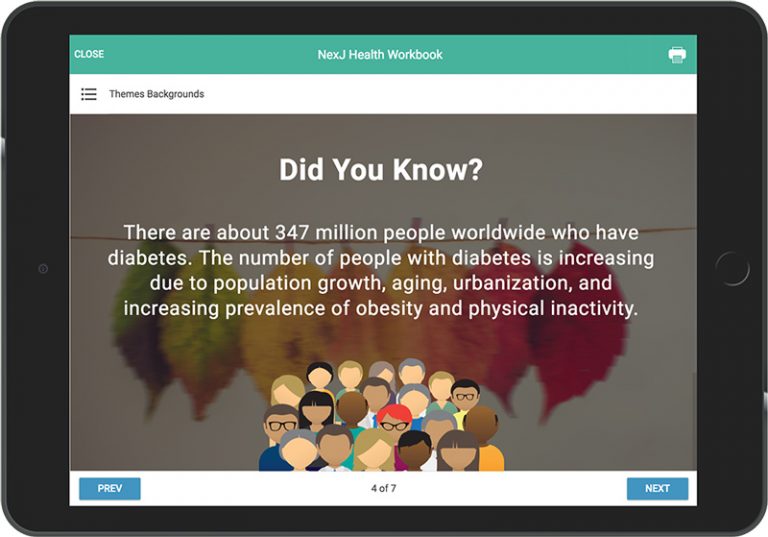 CLOSE
NexJ Health Workbook
Themes Backgrounds
Did You Know?
There are about 347 million people worldwide who have
diabetes. The number of people with diabetes is increasing
due to population growth, aging, urbanization, and
increasing prevalence of obesity and physical inactivity.
PREV
4 of 7
NEXT